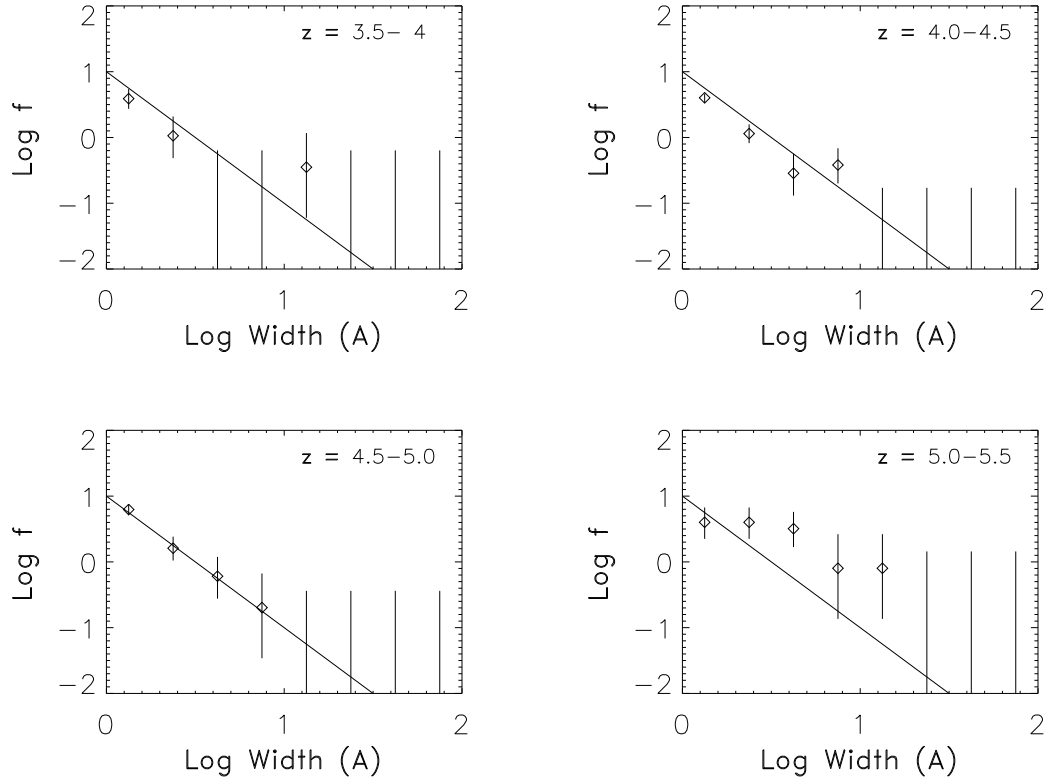 z = 3.5- 4
2
1
0
-1
-2
Log f
0 1 2
Log Width (A)
z = 4.0-4.5
2
1
0
-1
-2
Log f
0 1 2
Log Width (A)
z = 4.5-5.0
2
1
0
-1
-2
Log f
0 1 2
Log Width (A)
z = 5.0-5.5
2
1
0
-1
-2
Log f
0 1 2
Log Width (A)